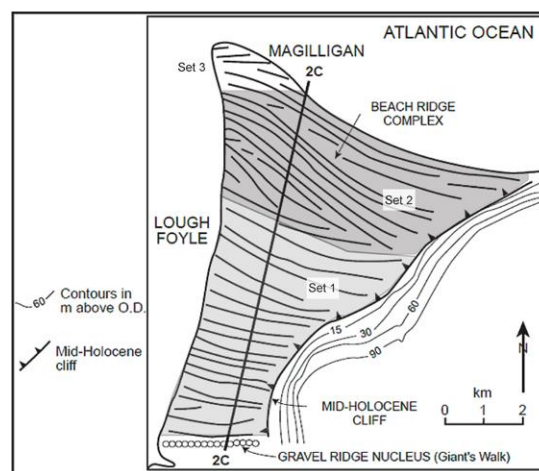 ATLANTIC OCEAN
MAGILLIGAN
Set 3
2C
BEACH RIDGE
COMPLEX
Set 2
LOUGH
FOYLE
Set 1
60
Contours in
m above O.D.
Mid-Holocene
cliff
15
30
60
90
N
km
0 1 2
MID-HOLOCENE
CLIFF
GRAVEL RIDGE NUCLEUS (Giant's Walk)
2C